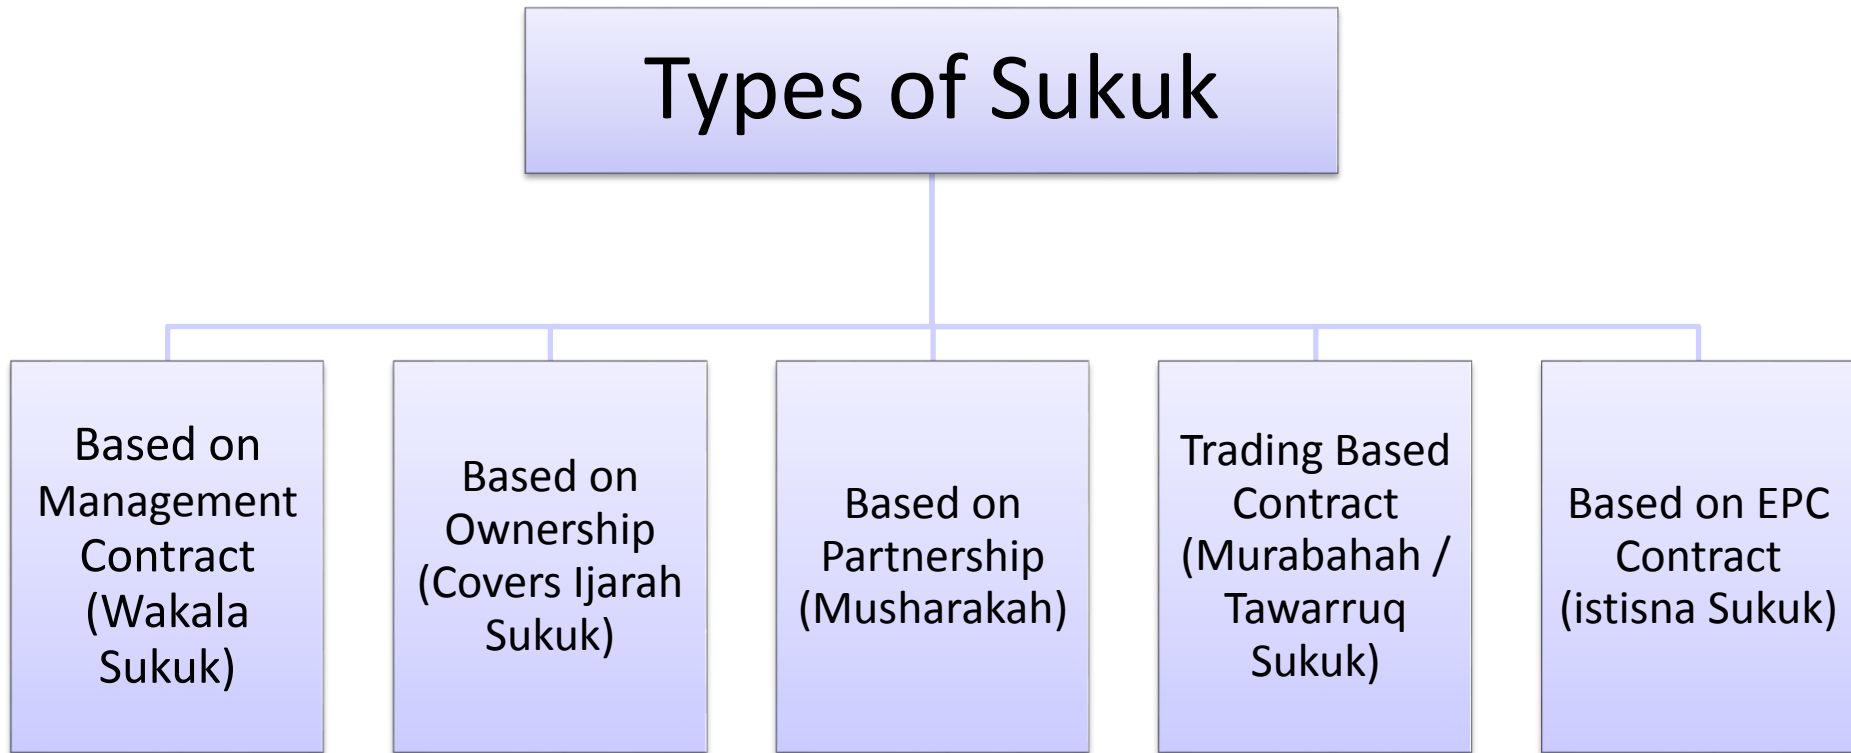 Types of Sukuk
Based on
Management
Contract
(Wakala
Sukuk)
Based on
Ownership
(Covers Ijarah
Sukuk)
Based on
Partnership
(Musharakah)
Trading Based
Contract
(Murabahah /
Tawarruq
Sukuk)
Based on EPC
Contract
(istisna Sukuk)